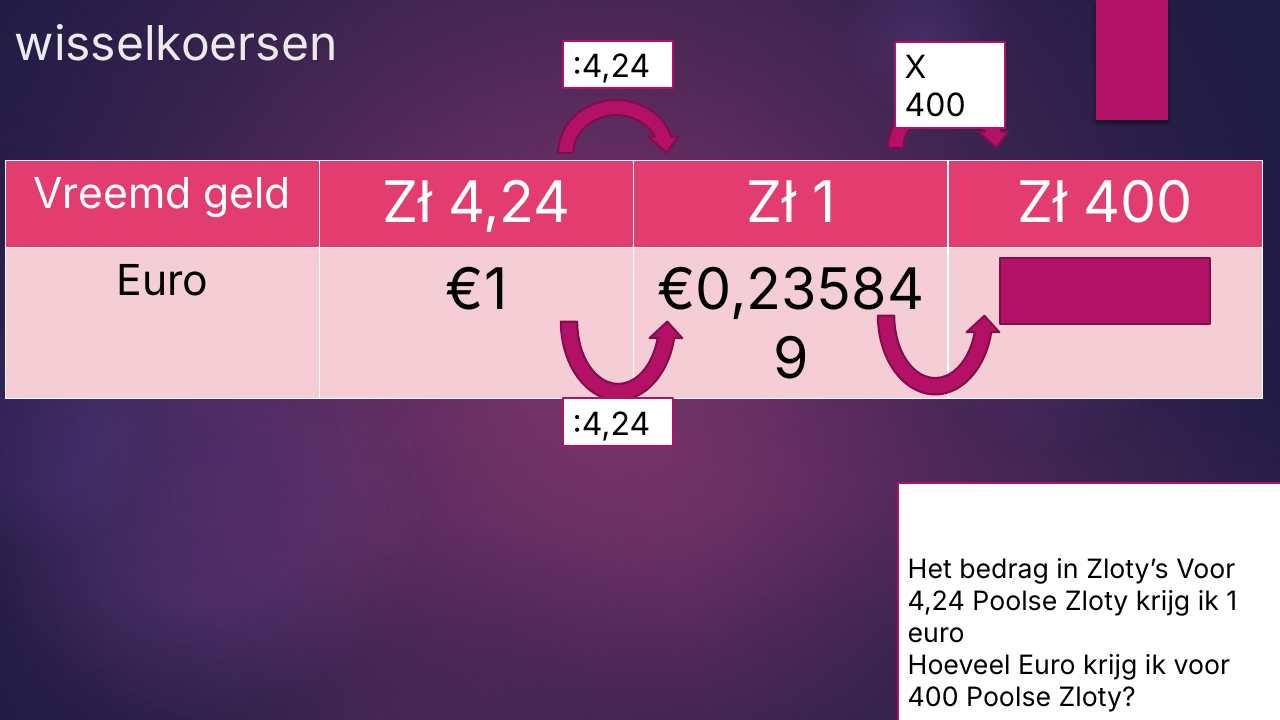 wisselkoersen
:4,24
X
400
Vreemd geld
Zł 4,24
Zł 1
Zł 400
Euro
€1
€0,23584
9
:4,24
Het bedrag in Zloty’s Voor
4,24 Poolse Zloty krijg ik 1
euro
Hoeveel Euro krijg ik voor
400 Poolse Zloty?